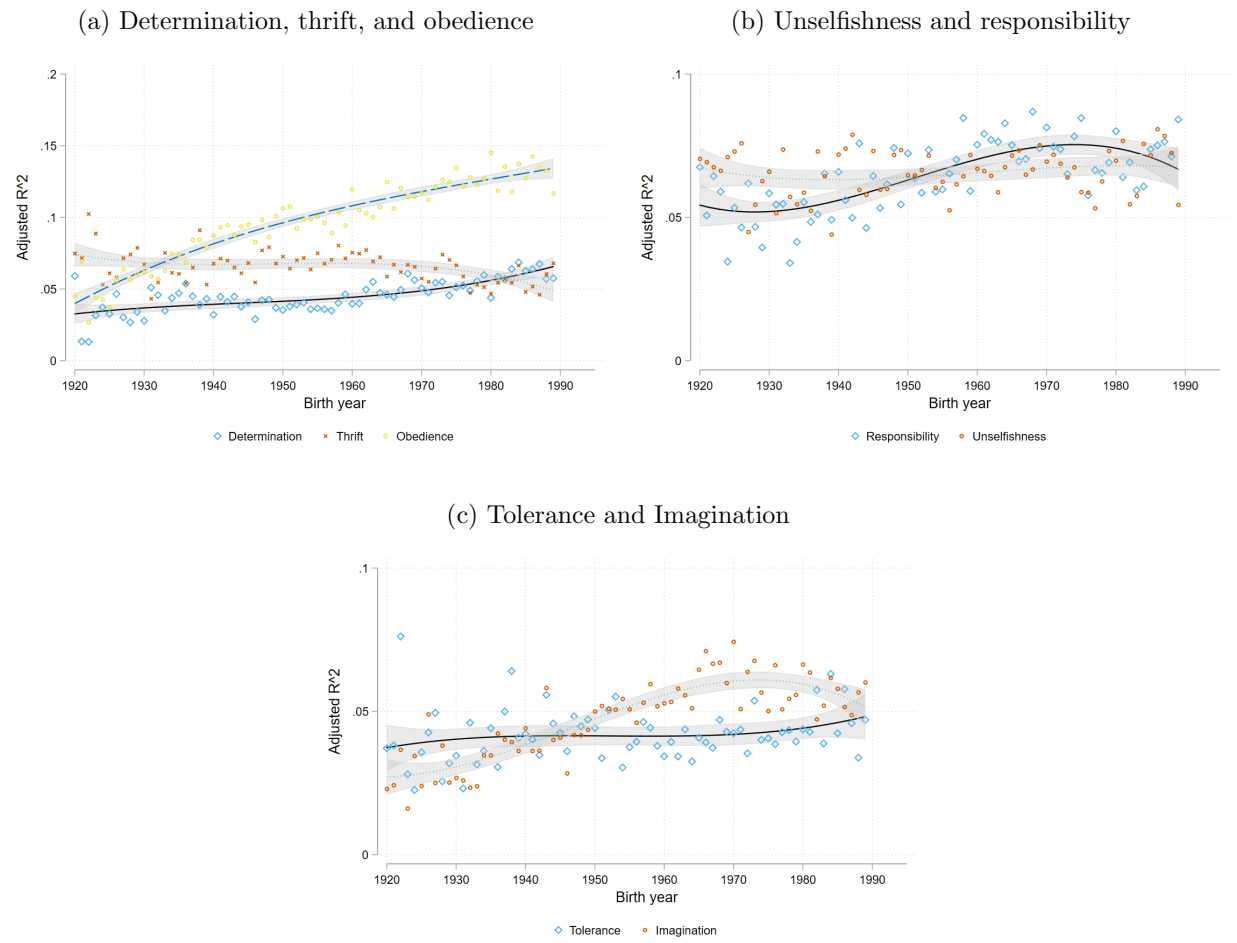 (a) Determination, thrift, and obedience
.2
.15
.1
.05
0
Adjusted R^2
1920 1930 1940 1950 1960 1970 1980 1990
Birth year
Determination Thrift Obedience
(b) Unselfishness and responsibility
.1
.05
0
Adjusted R^2
1920 1930 1940 1950 1960 1970 1980 1990
Birth year
Responsibility Unselfishness
(c) Tolerance and Imagination
.1
.05
0
Adjusted R^2
1920 1930 1940 1950 1960 1970 1980 1990
Birth year
Tolerance Imagination